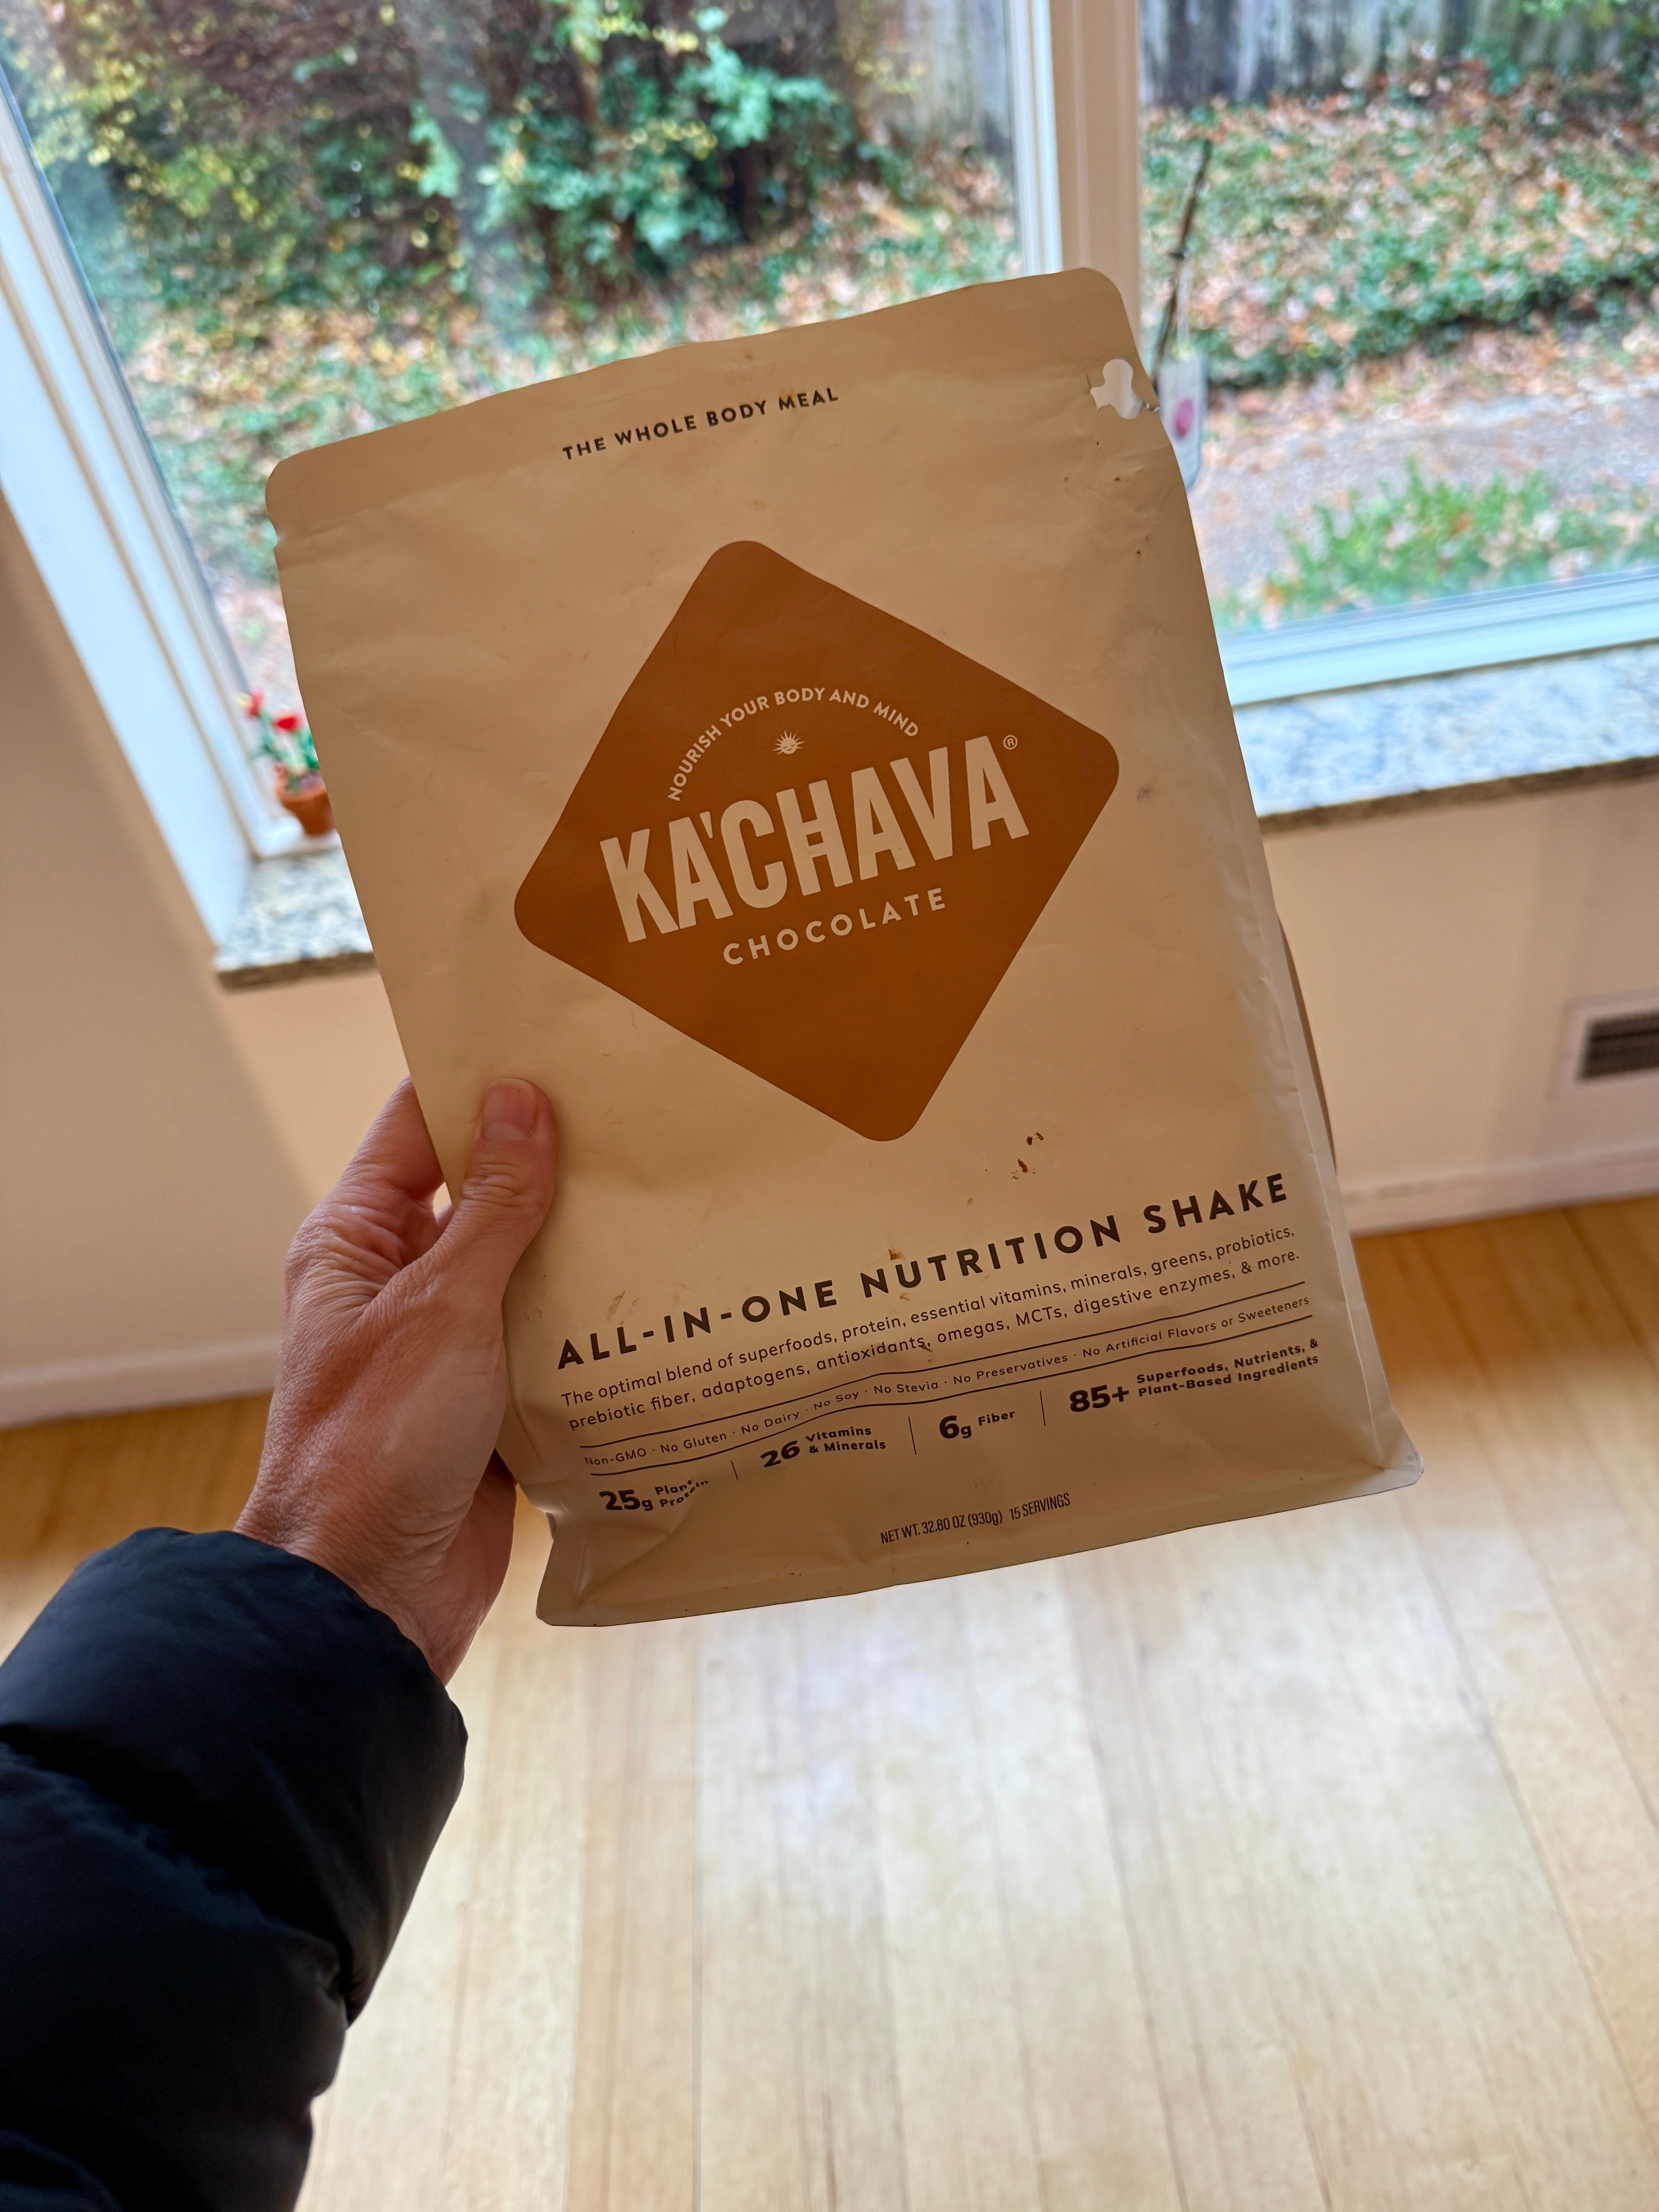 THE WHOLE BODY MEAL
NOURISH YOUR BODY AND MIND
KA'CHAVA®
CHOCOLATE
ALL-IN-ONE NUTRITION SHAKE
The optimal blend of superfoods, protein, essential vitamins, minerals, greens, probiotics,
prebiotic fiber, adaptogens, antioxidants, omegas, MCTs, digestive enzymes, & more.
Non-GMO · No Gluten · No Dairy · No Soy · No Stevia · No Preservatives · No Artificial Flavors or Sweeteners
25g Plant Protein
26 Vitamins & Minerals
6g Fiber
85+ Superfoods, Nutrients, & Plant-Based Ingredients
NET WT. 32.80 OZ (930g) 15 SERVINGS